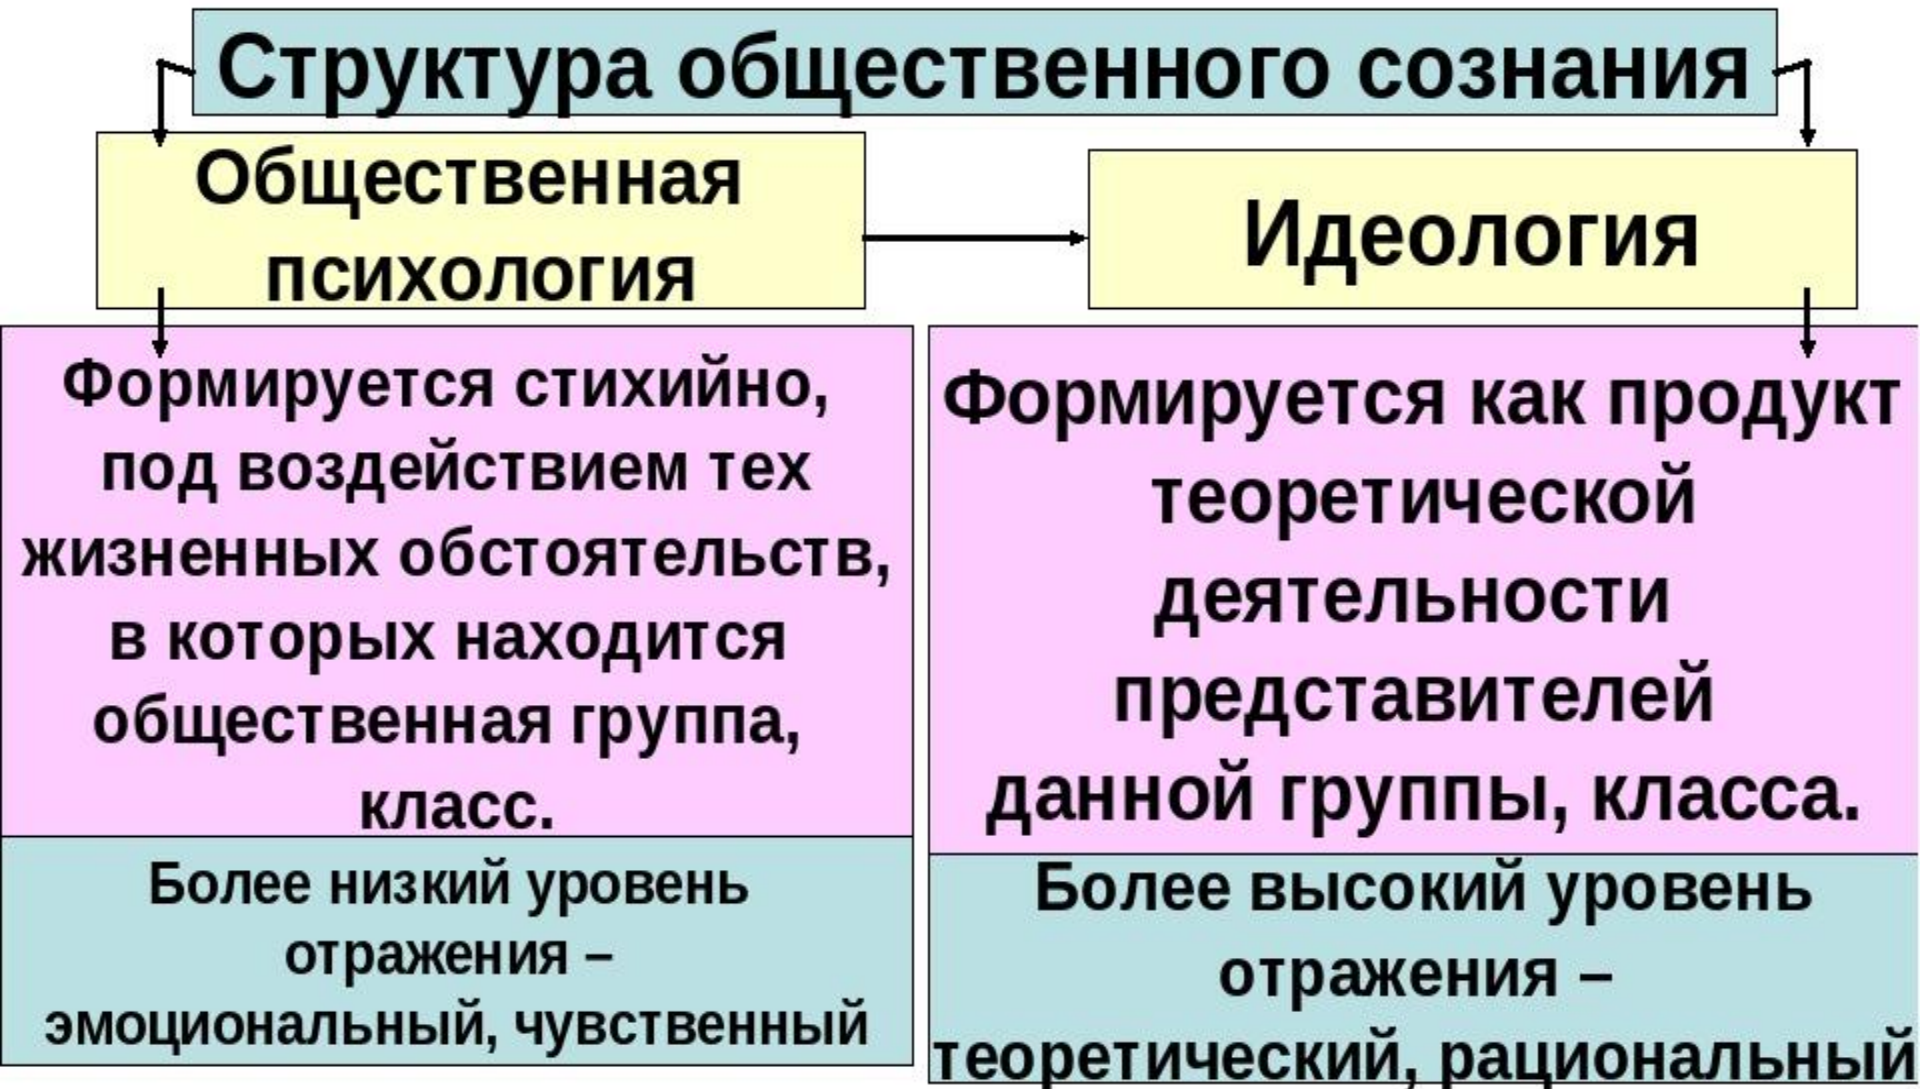 Структура общественного сознания
Общественная
психология
Идеология
Формируется стихийно,
под воздействием тех
жизненных обстоятельств,
в которых находится
общественная группа,
класс.
Формируется как продукт
теоретической
деятельности
представителей
данной группы, класса.
Более низкий уровень
отражения –
эмоциональный, чувственный
Более высокий уровень
отражения –
теоретический, рациональный